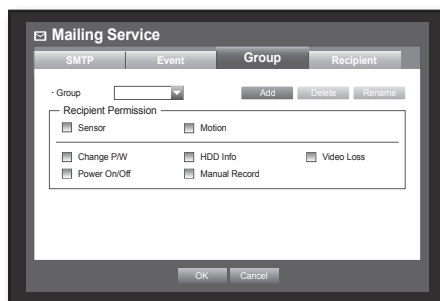 Mailing Service
SMTP Event Group Recipient
· Group Add Delete Rename
Recipient Permission
Sensor Motion
Change P/W HDD Info Video Loss
Power On/Off Manual Record
OK Cancel